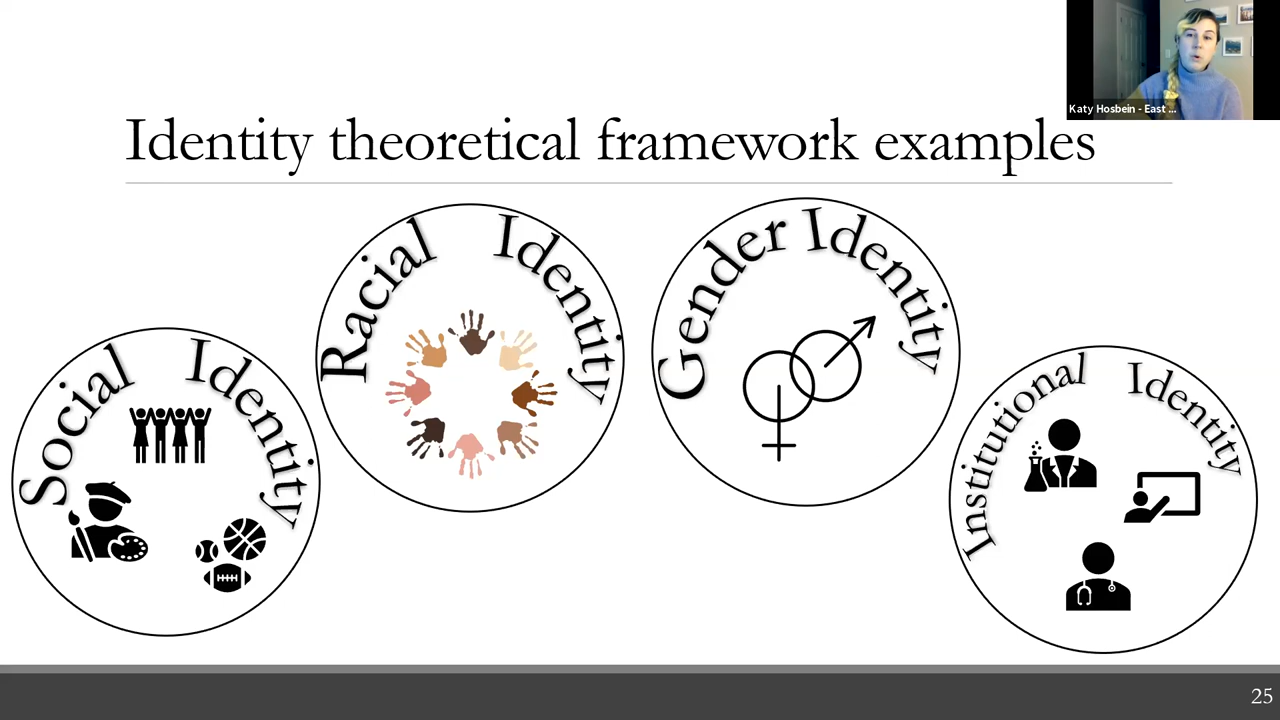 Katy Hosbein - East ...
Identity theoretical framework examples
Social Identity
Racial Identity
Gender Identity
Institutional Identity
25